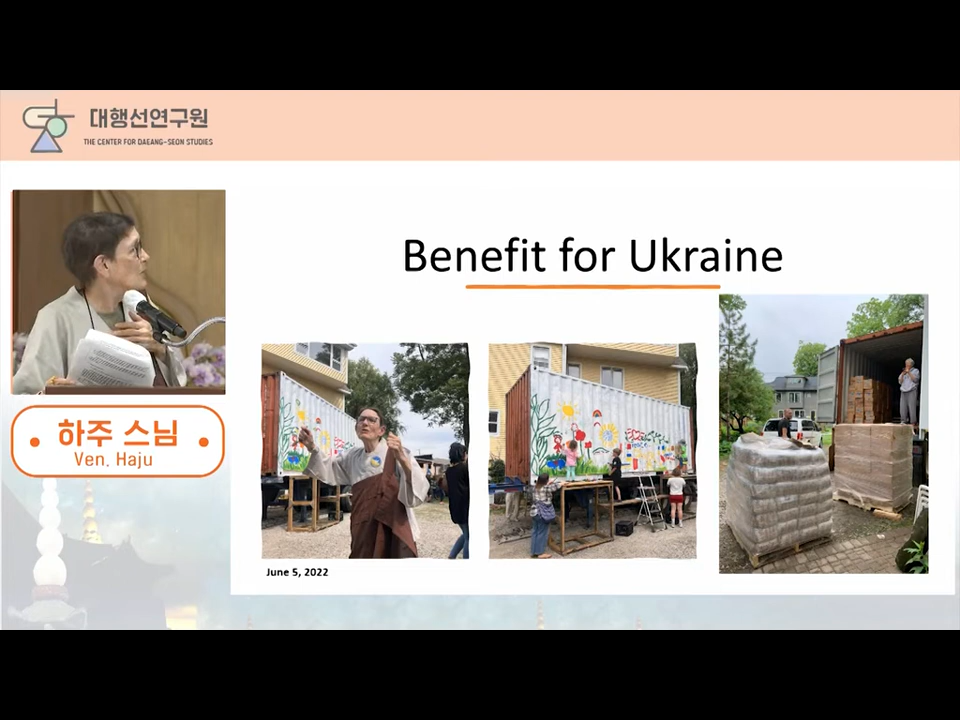 대행선연구원
THE CENTER FOR DAEANG-SEON STUDIES
Benefit for Ukraine
하주 스님
Ven. Haju
June 5, 2022